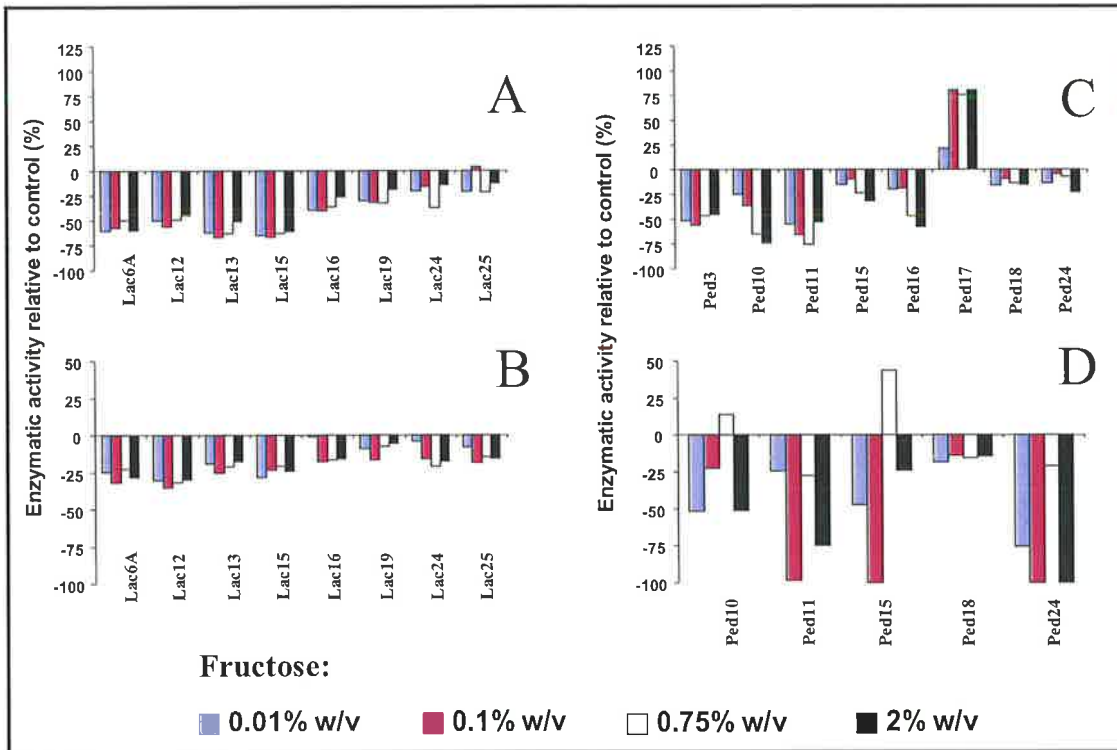 Enzymatic activity relative to control (%)
125
100
75
50
25
0
-25
-50
-75
-100
A
Lac6A
Lac12
Lac13
Lac15
Lac16
Lac19
Lac24
Lac25
50
25
0
-25
-50
-75
-100
B
Lac6A
Lac12
Lac13
Lac15
Lac16
Lac19
Lac24
Lac25
Enzymatic activity relative to control (%)
125
100
75
50
25
0
-25
-50
-75
-100
C
Ped3
Ped10
Ped11
Ped15
Ped16
Ped17
Ped18
Ped24
50
25
0
-25
-50
-75
-100
D
Ped10
Ped11
Ped15
Ped18
Ped24
Fructose:
0.01% w/v 0.1% w/v 0.75% w/v 2% w/v